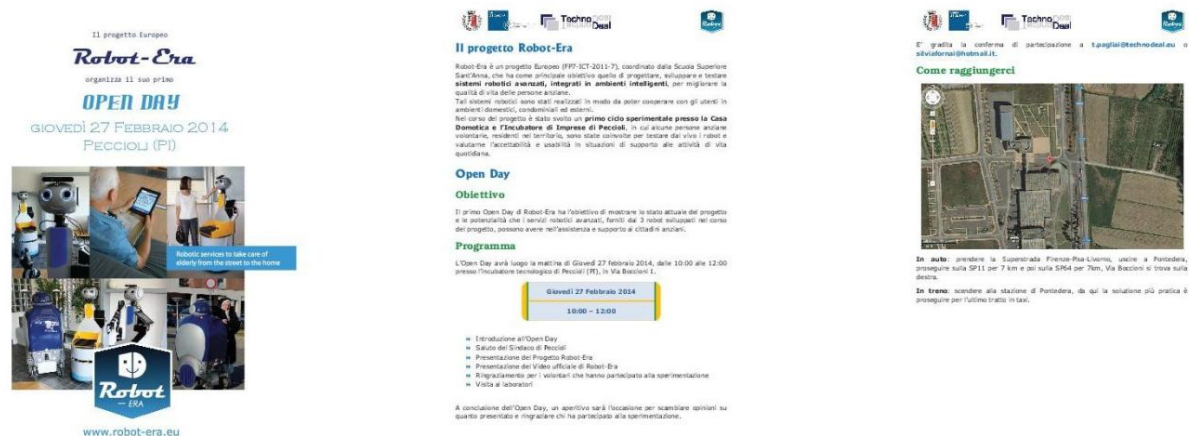 Il progetto Europeo
Robot-Era
organizza il suo primo
OPEN DAY
GIOVEDÌ 27 FEBBRAIO 2014
PECCIOLI (PI)
Robotic services to take care of
elderly from the street to the home
Robot
ERA
www.robot-era.eu
Techno
Deal
Robot
Il progetto Robot-Era
Robot-Era è un progetto Europeo (FP7-ICT-2011-7), coordinato dalla Scuola Superiore
Sant'Anna, che ha come principale obiettivo quello di progettare, sviluppare e testare
sistemi robotici avanzati, integrati in ambienti intelligenti, per migliorare la
qualità di vita delle persone anziane.
Tali sistemi robotici sono stati realizzati in modo da poter cooperare con gli utenti in
ambienti domestici, condominiali ed esterni.
Nel corso del progetto è stato svolto un primo ciclo sperimentale presso la Casa
Domotica e l'Incubatore di Imprese di Peccioli, in cui alcune persone anziane
volontarie, residenti nel territorio, sono state coinvolte per testare dal vivo i robot e
valutarne l'accettabilità e usabilità in situazioni di supporto alle attività di vita
quotidiana.
Open Day
Obiettivo
Il primo Open Day di Robot-Era ha l'obiettivo di mostrare lo stato attuale del progetto
e le potenzialità che i servizi robotici avanzati, forniti dai 3 robot sviluppati nel corso
del progetto, possono avere nell'assistenza e supporto ai cittadini anziani.
Programma
L'Open Day avrà luogo la mattina di Giovedì 27 febbraio 2014, dalle 10:00 alle 12:00
presso l'incubatore tecnologico di Peccioli (PI), in Via Boccioni 1.
Giovedì 27 Febbraio 2014
10:00 – 12:00
Introduzione all'Open Day
Saluto del Sindaco di Peccioli
Presentazione del Progetto Robot-Era
Presentazione del Video ufficiale di Robot-Era
Ringraziamento per i volontari che hanno partecipato alla sperimentazione
Visita ai laboratori
A conclusione dell'Open Day, un aperitivo sarà l'occasione per scambiare opinioni su
quanto presentato e ringraziare chi ha partecipato alla sperimentazione.
Techno
Deal
Robot
E' gradita la conferma di partecipazione a t.pagliai@technodeal.eu o
silviafornai@hotmail.it.
Come raggiungerci
In auto: prendere la Superstrada Firenze-Pisa-Livorno, uscire a Pontedera,
proseguire sulla SP11 per 7 km e poi sulla SP64 per 7km, Via Boccioni si trova sulla
destra.
In treno: scendere alla stazione di Pontedera, da qui la soluzione più pratica è
proseguire per l'ultimo tratto in taxi.